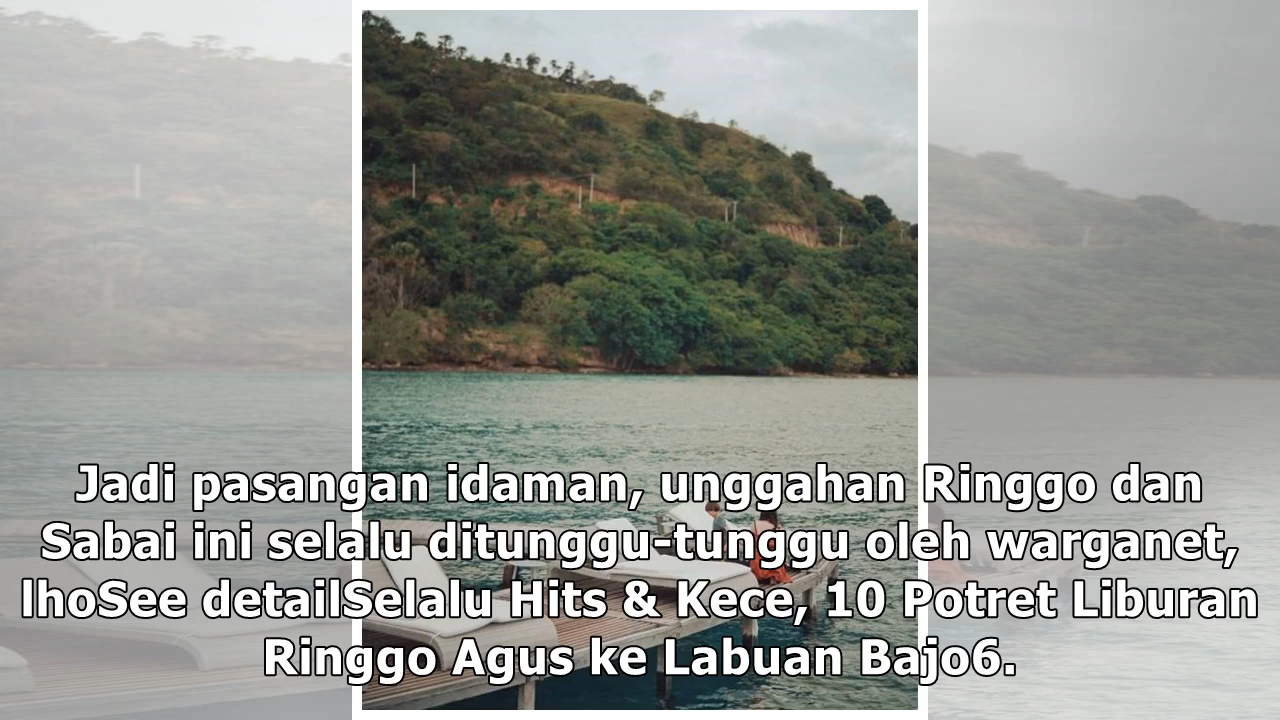 Jadi pasangan idaman, unggahan Ringgo dan
Sabai ini selalu ditunggu-tunggu oleh warganet,
lhoSee detailSelalu Hits & Kece, 10 Potret Liburan
Ringgo Agus ke Labuan Bajo6.